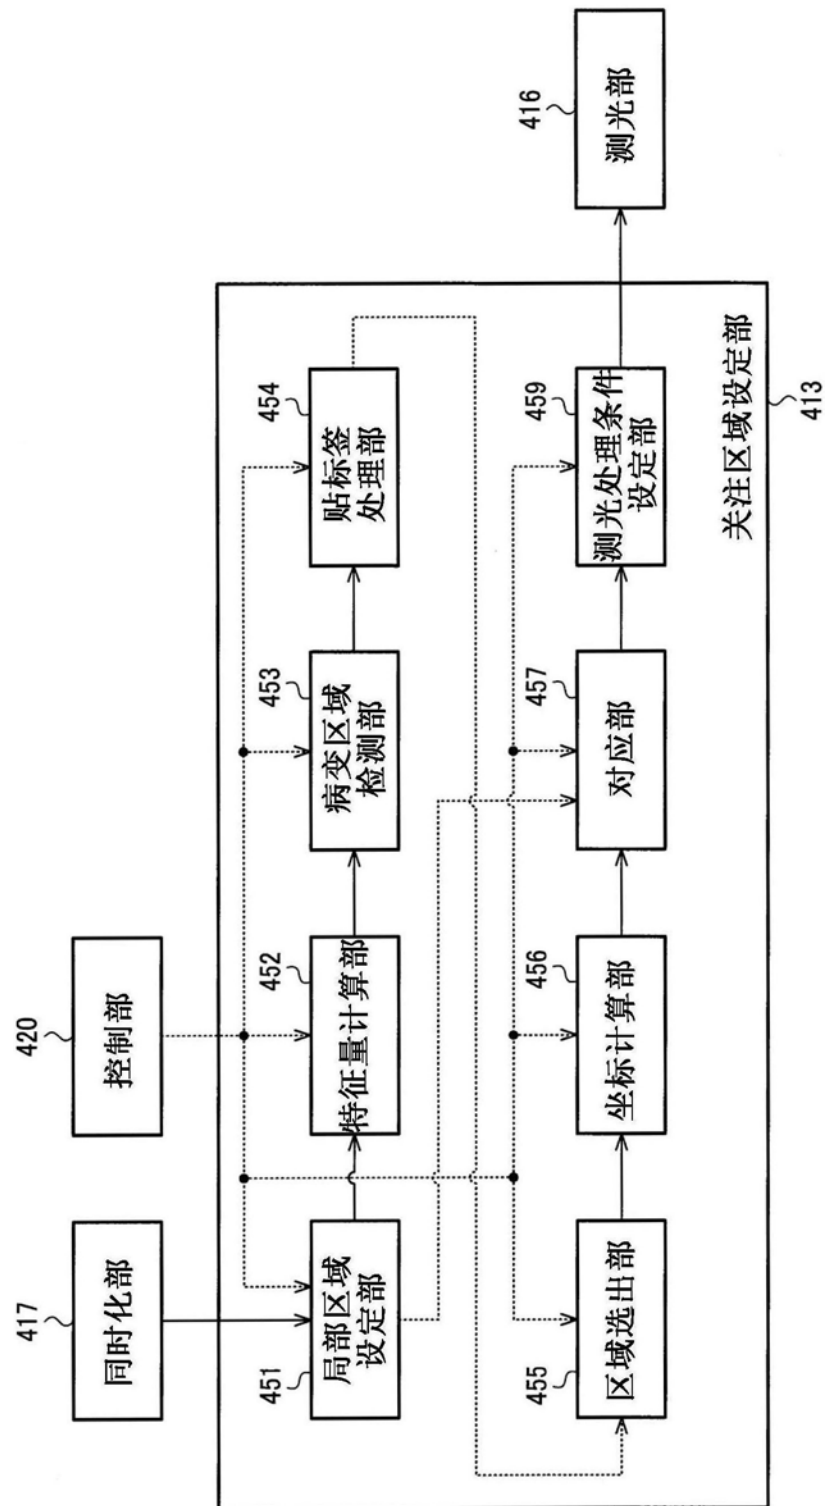 417
同时化部
420
控制部
451
局部区域
设定部
452
特征量计算部
453
病变区域
检测部
454
贴标签
处理部
455
区域选出部
456
坐标计算部
457
对应部
459
测光处理条件
设定部
416
测光部
关注区域设定部
413